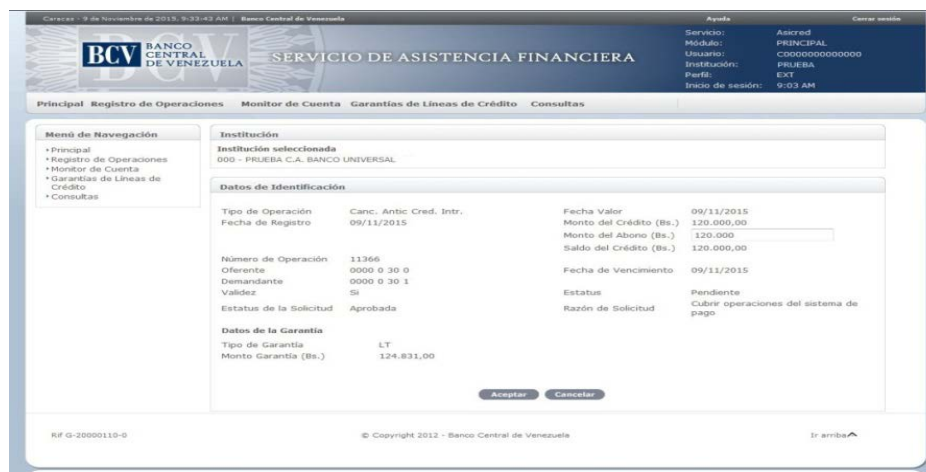 Caracas - 9 de Noviembre de 2015, 9:33:43 AM | Banco Central de Venezuela
Ayuda
Cerrar sesión
BCV BANCO CENTRAL DE VENEZUELA
SERVICIO DE ASISTENCIA FINANCIERA
Servicio: Asicred
Módulo: PRINCIPAL
Usuario: C0000000000000
Institución: PRUEBA
Perfil: EXT
Inicio de sesión: 9:03 AM
Principal Registro de Operaciones Monitor de Cuenta Garantías de Líneas de Crédito Consultas
Menú de Navegación
Principal
Registro de Operaciones
Monitor de Cuenta
Garantías de Líneas de
Crédito
Consultas
Institución
Institución seleccionada
000 - PRUEBA C.A. BANCO UNIVERSAL
Datos de Identificación
Tipo de Operación Canc. Antic Cred. Intr. Fecha Valor 09/11/2015
Fecha de Registro 09/11/2015 Monto del Crédito (Bs.) 120.000,00
Monto del Abono (Bs.) 120.000
Saldo del Crédito (Bs.) 120.000,00
Número de Operación 11366
Oferente 0000 0 30 0 Fecha de Vencimiento 09/11/2015
Demandante 0000 0 30 1
Validez Si Estatus Pendiente
Estatus de la Solicitud Aprobada Razón de Solicitud Cubrir operaciones del sistema de
pago
Datos de la Garantía
Tipo de Garantía LT
Monto Garantía (Bs.) 124.831,00
Aceptar Cancelar
Rif G-20000110-0 © Copyright 2012 - Banco Central de Venezuela Ir arriba